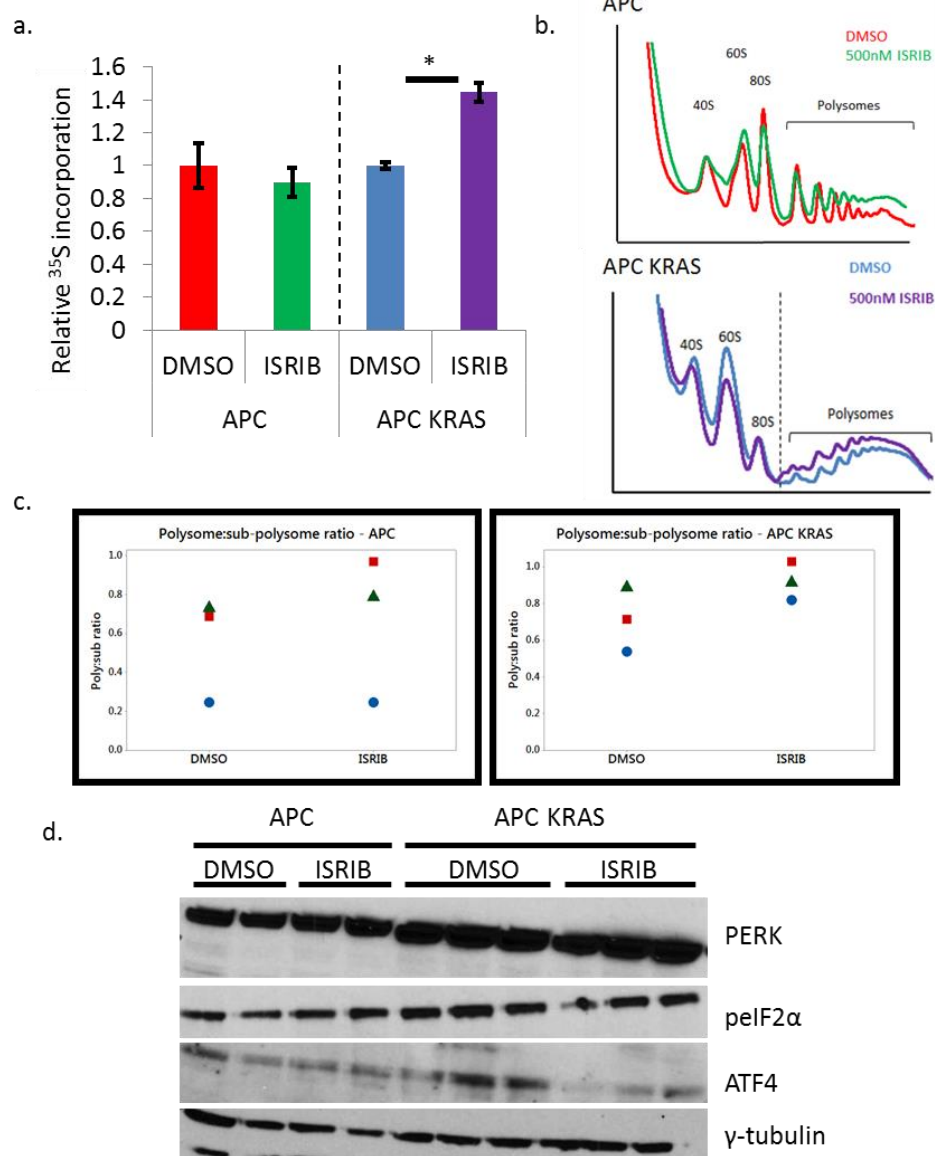 a.
Relative ³⁵S incorporation
1.6
1.4
1.2
1
0.8
0.6
0.4
0.2
0
*
DMSO ISRIB DMSO ISRIB
APC APC KRAS
b.
APC
DMSO
500nM ISRIB
40S
60S
80S
Polysomes
APC KRAS
DMSO
500nM ISRIB
40S
60S
80S
Polysomes
c.
Polysome:sub-polysome ratio - APC
Poly:sub ratio
1.0
0.8
0.6
0.4
0.2
0.0
DMSO ISRIB
Polysome:sub-polysome ratio - APC KRAS
Poly:sub ratio
1.0
0.8
0.6
0.4
0.2
0.0
DMSO ISRIB
d.
APC APC KRAS
DMSO ISRIB DMSO ISRIB
PERK
peIF2α
ATF4
γ-tubulin